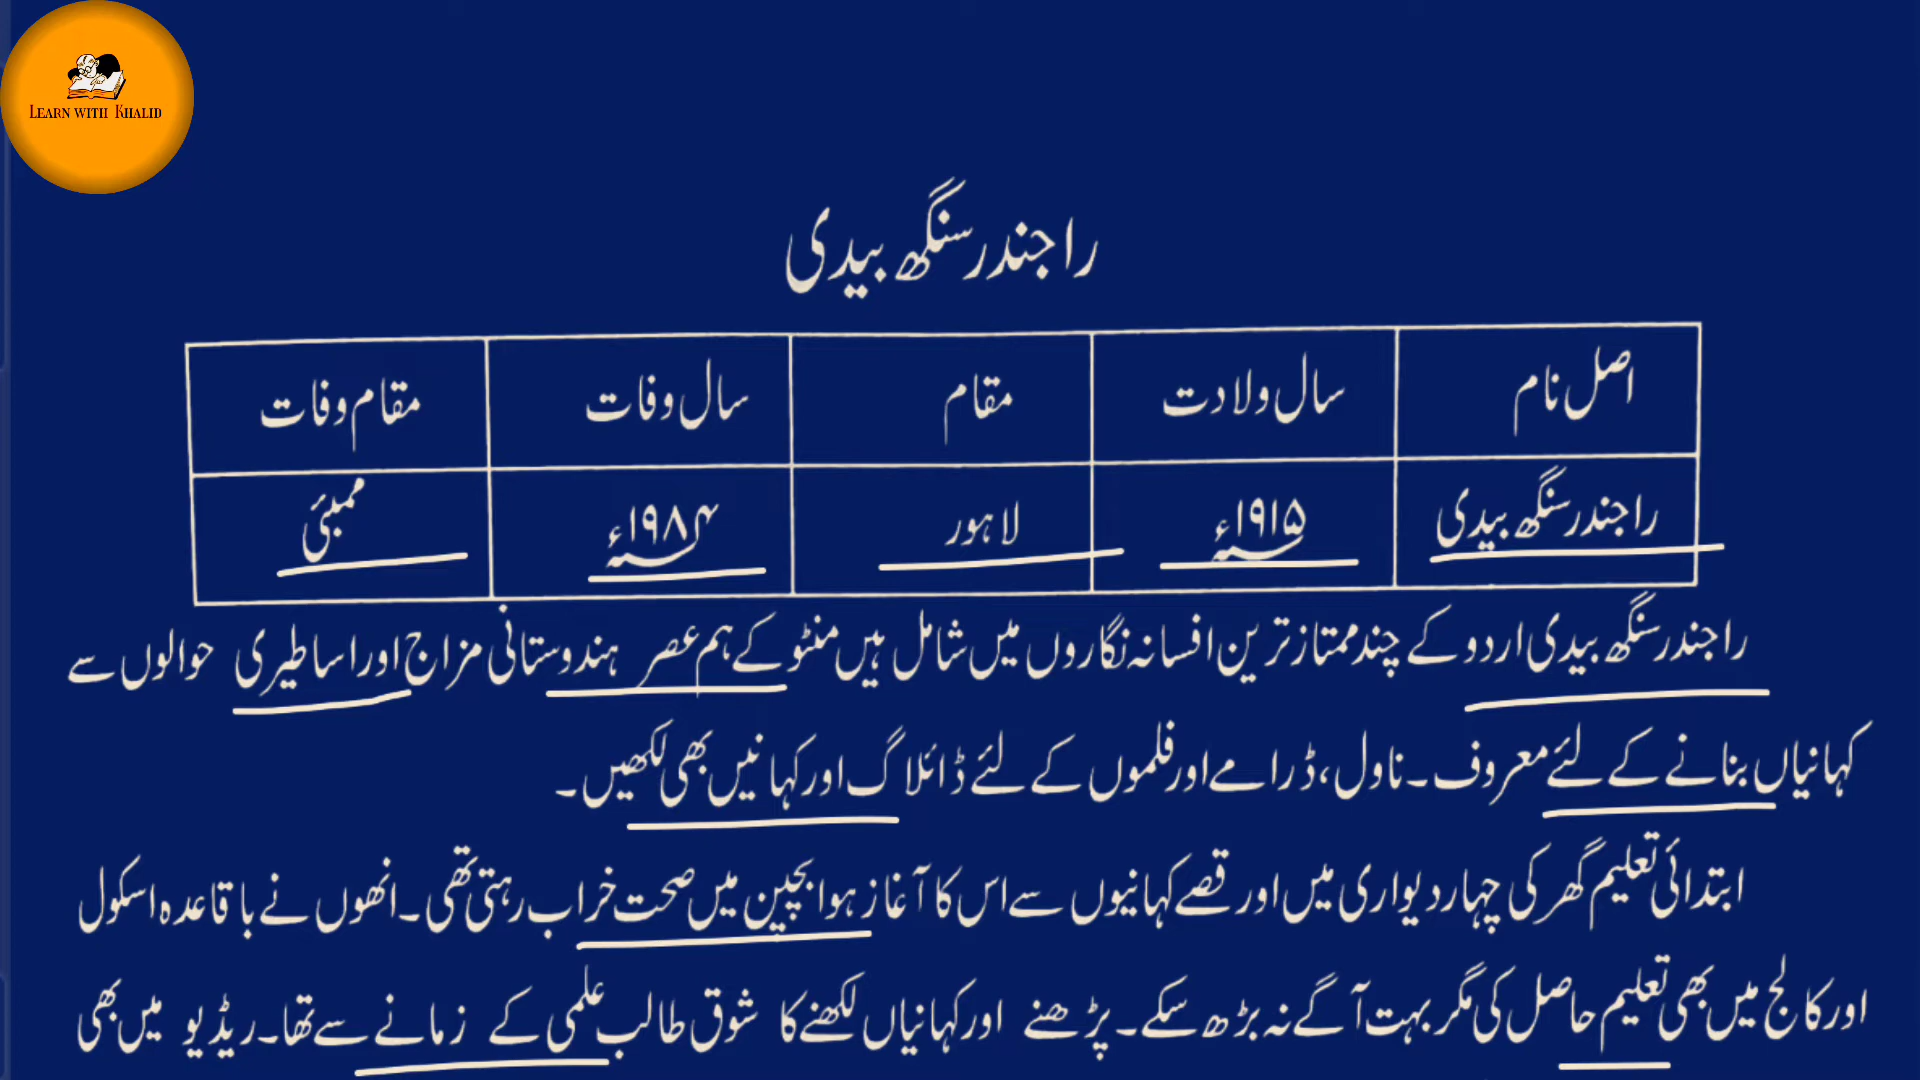 LEARN WITH KHALID
راجندر سنگھ بیدی
اصل نام سال ولادت مقام سال وفات مقام وفات
راجندر سنگھ بیدی ۱۹۱۵ء لاہور ۱۹۸۴ء ممبئی
راجندر سنگھ بیدی اردو کے چند ممتاز ترین افسانہ نگاروں میں شامل ہیں منٹو کے ہم عصر ہندوستانی مزاج اور اساطیری حوالوں سے
کہانیاں بنانے کے لئے معروف۔ ناول، ڈرامے اور فلموں کے لئے ڈائلاگ اور کہانیں بھی لکھیں۔
ابتدائی تعلیم گھر کی چہار دیواری میں اور قصے کہانیوں سے اس کا آغاز ہوا بچپن میں صحت خراب رہتی تھی۔ انھوں نے با قاعدہ اسکول
اور کالج میں بھی تعلیم حاصل کی مگر بہت آگے نہ بڑھ سکے۔ پڑھنے اور کہانیاں لکھنے کا شوق طالب علمی کے زمانے سے تھا۔ ریڈیو میں بھی